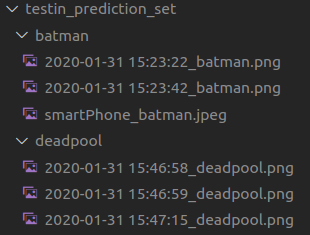 testin_prediction_set
batman
2020-01-31 15:23:22_batman.png
2020-01-31 15:23:42_batman.png
smartPhone_batman.jpeg
deadpool
2020-01-31 15:46:58_deadpool.png
2020-01-31 15:46:59_deadpool.png
2020-01-31 15:47:15_deadpool.png